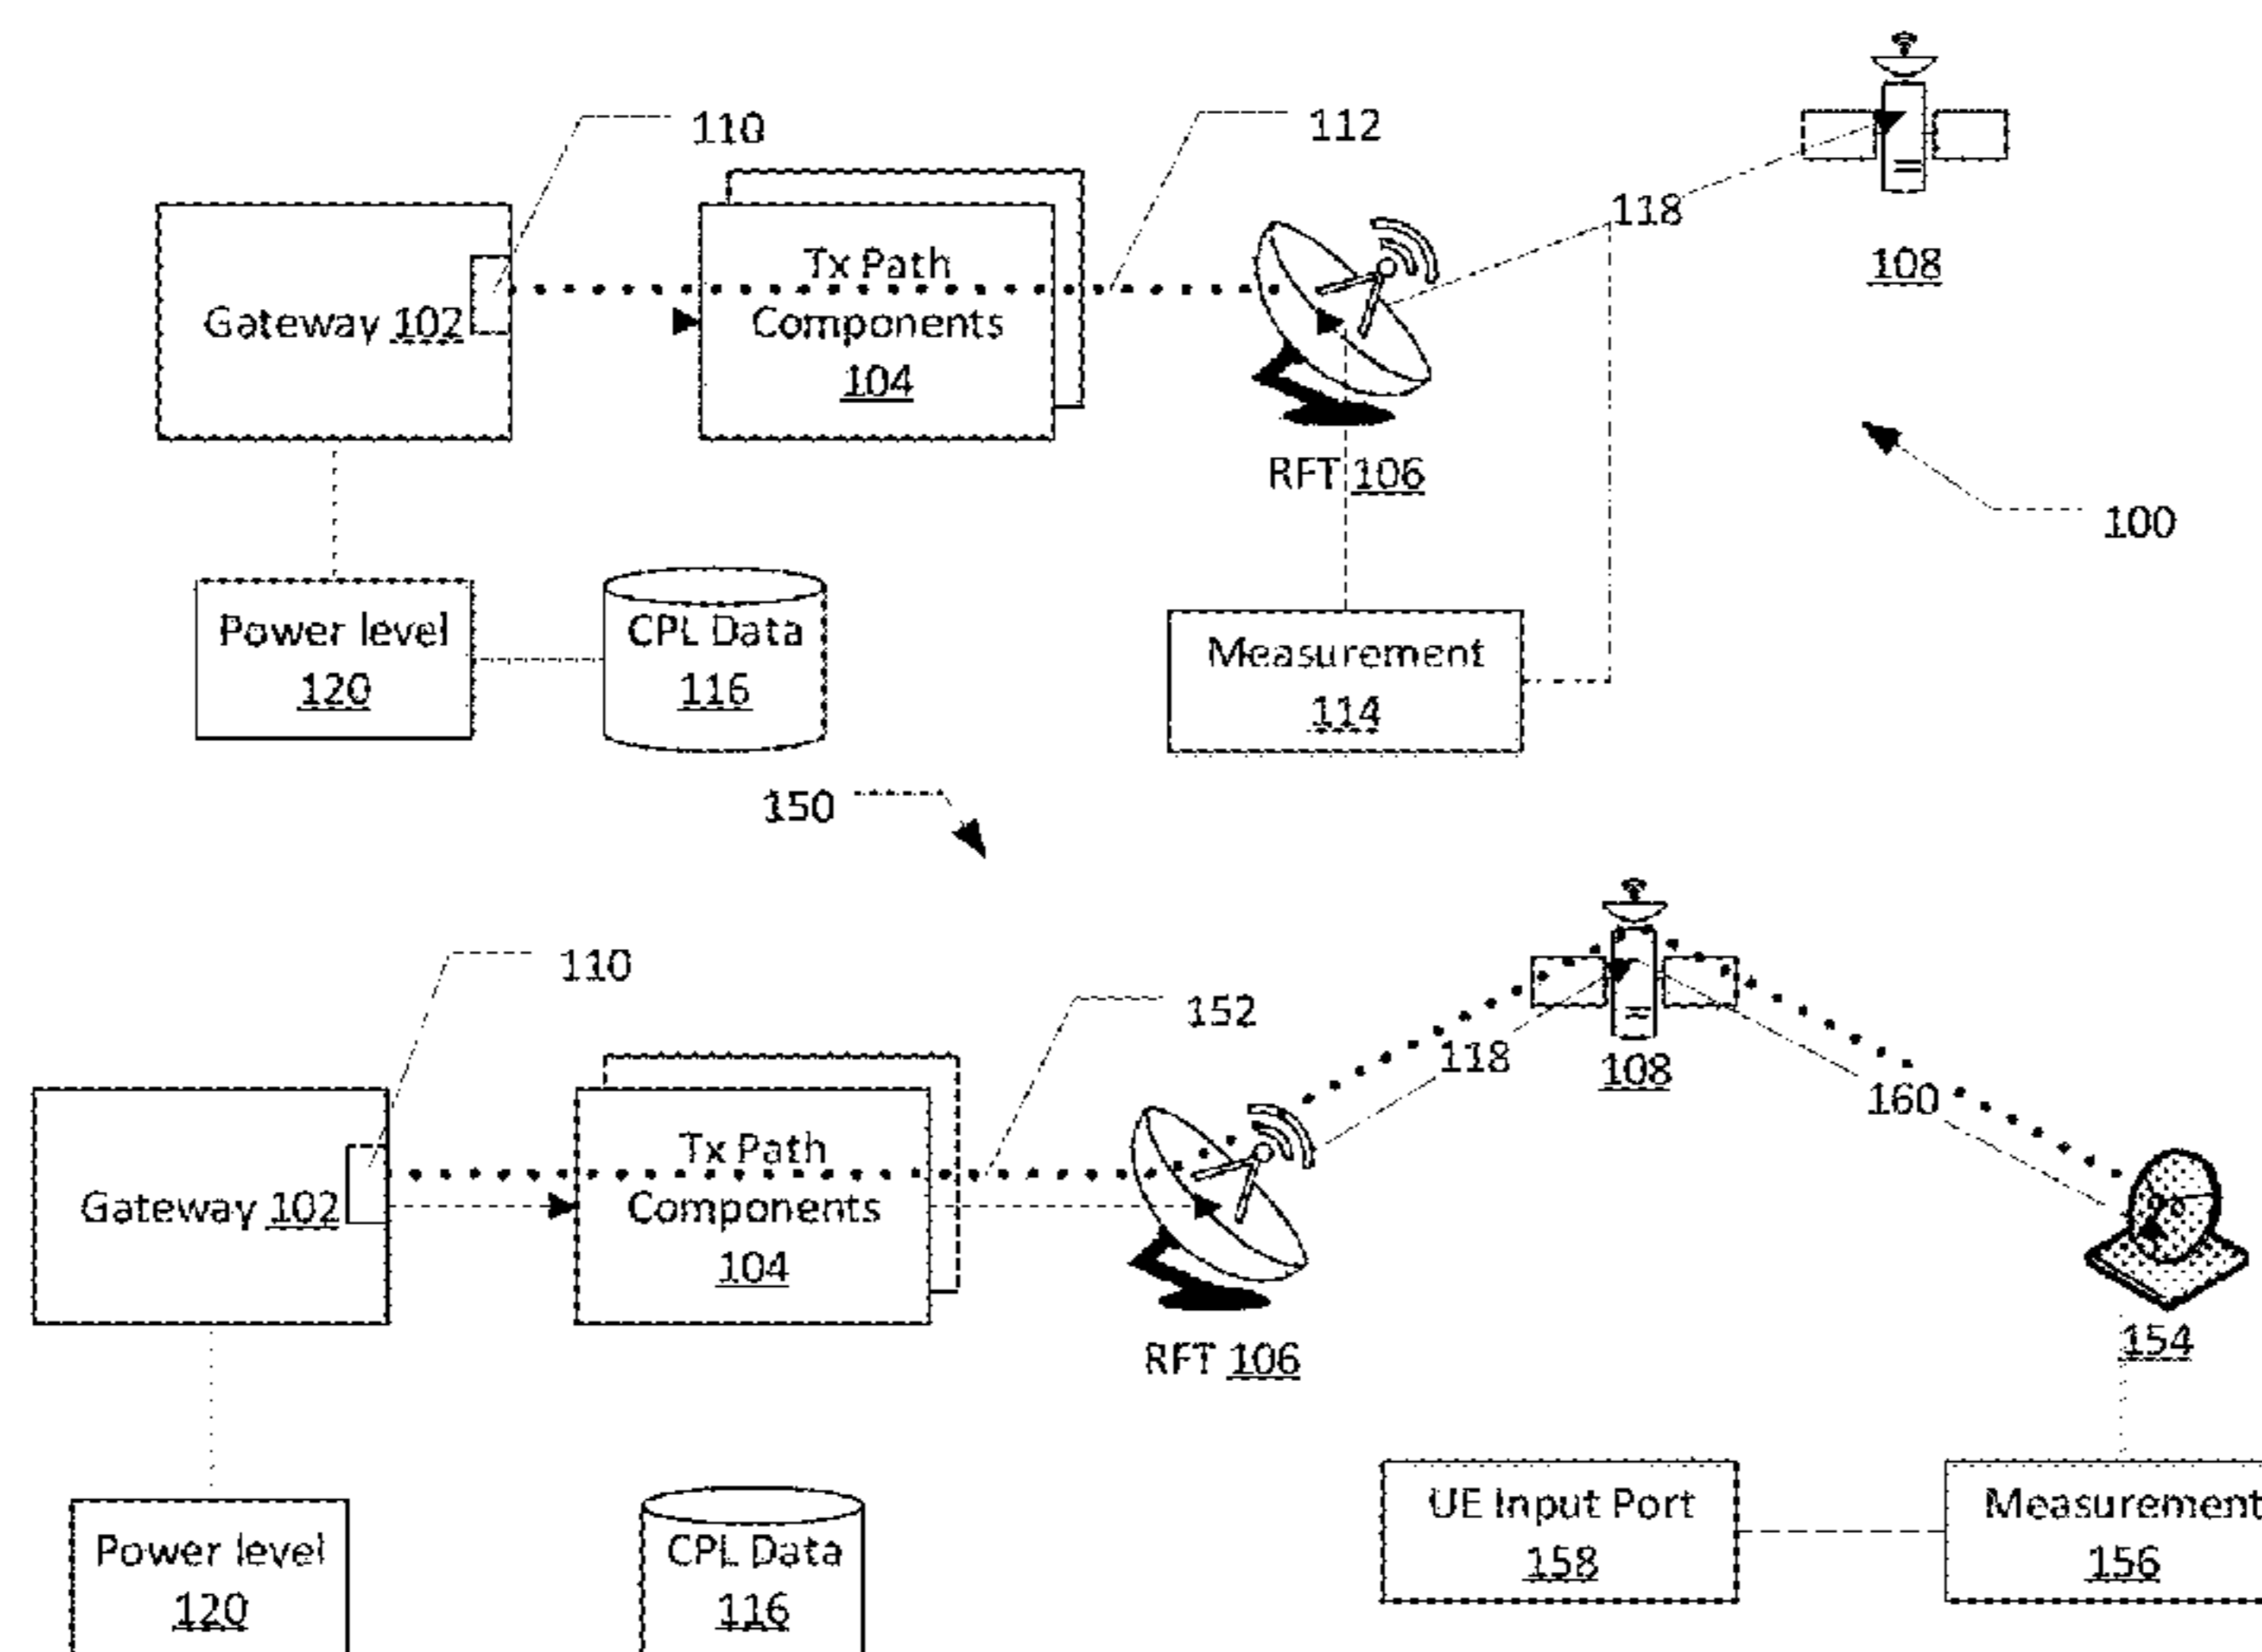 110
112
118
108
Tx Path
Gateway 102
Components
104
RFT 106
100
Power level
120
CPL Data
116
Measurement
114
150
110
152
118
108
160
Tx Path
Gateway 102
Components
104
RFT 106
154
UE Input Port
158
Measurement
156
Power level
120
CPL Data
116